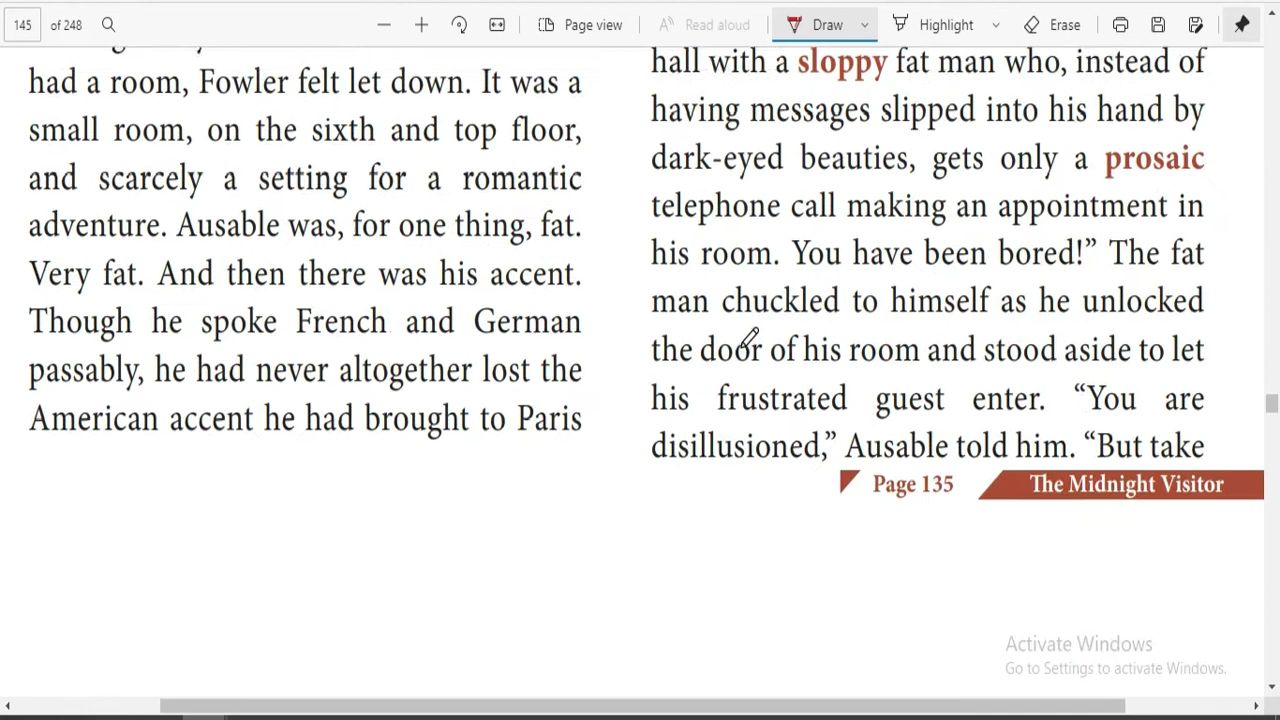 145 of 248
Page view
Read aloud
Draw
Highlight
Erase
had a room, Fowler felt let down. It was a
small room, on the sixth and top floor,
and scarcely a setting for a romantic
adventure. Ausable was, for one thing, fat.
Very fat. And then there was his accent.
Though he spoke French and German
passably, he had never altogether lost the
American accent he had brought to Paris
hall with a sloppy fat man who, instead of
having messages slipped into his hand by
dark-eyed beauties, gets only a prosaic
telephone call making an appointment in
his room. You have been bored!” The fat
man chuckled to himself as he unlocked
the door of his room and stood aside to let
his frustrated guest enter. “You are
disillusioned,” Ausable told him. “But take
Page 135
The Midnight Visitor
Activate Windows
Go to Settings to activate Windows.